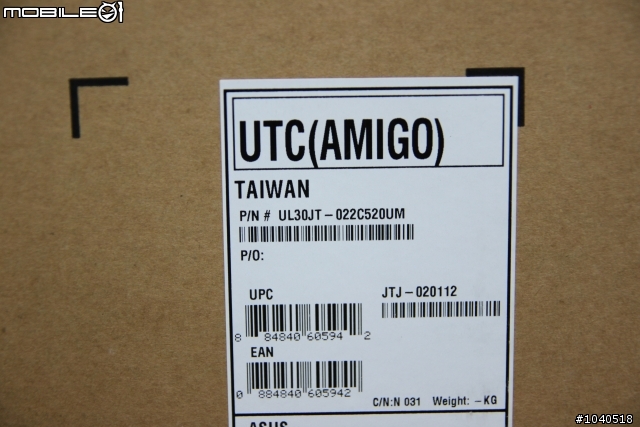 MOBILE01
UTC(AMIGO)
TAIWAN
P/N # UL30JT-022C520UM
P/O:
UPC
JTJ-020112
8 84840 60594 2
EAN
0 884840 605942
C/N:N 031 Weight: -KG
ASUS
#1040518